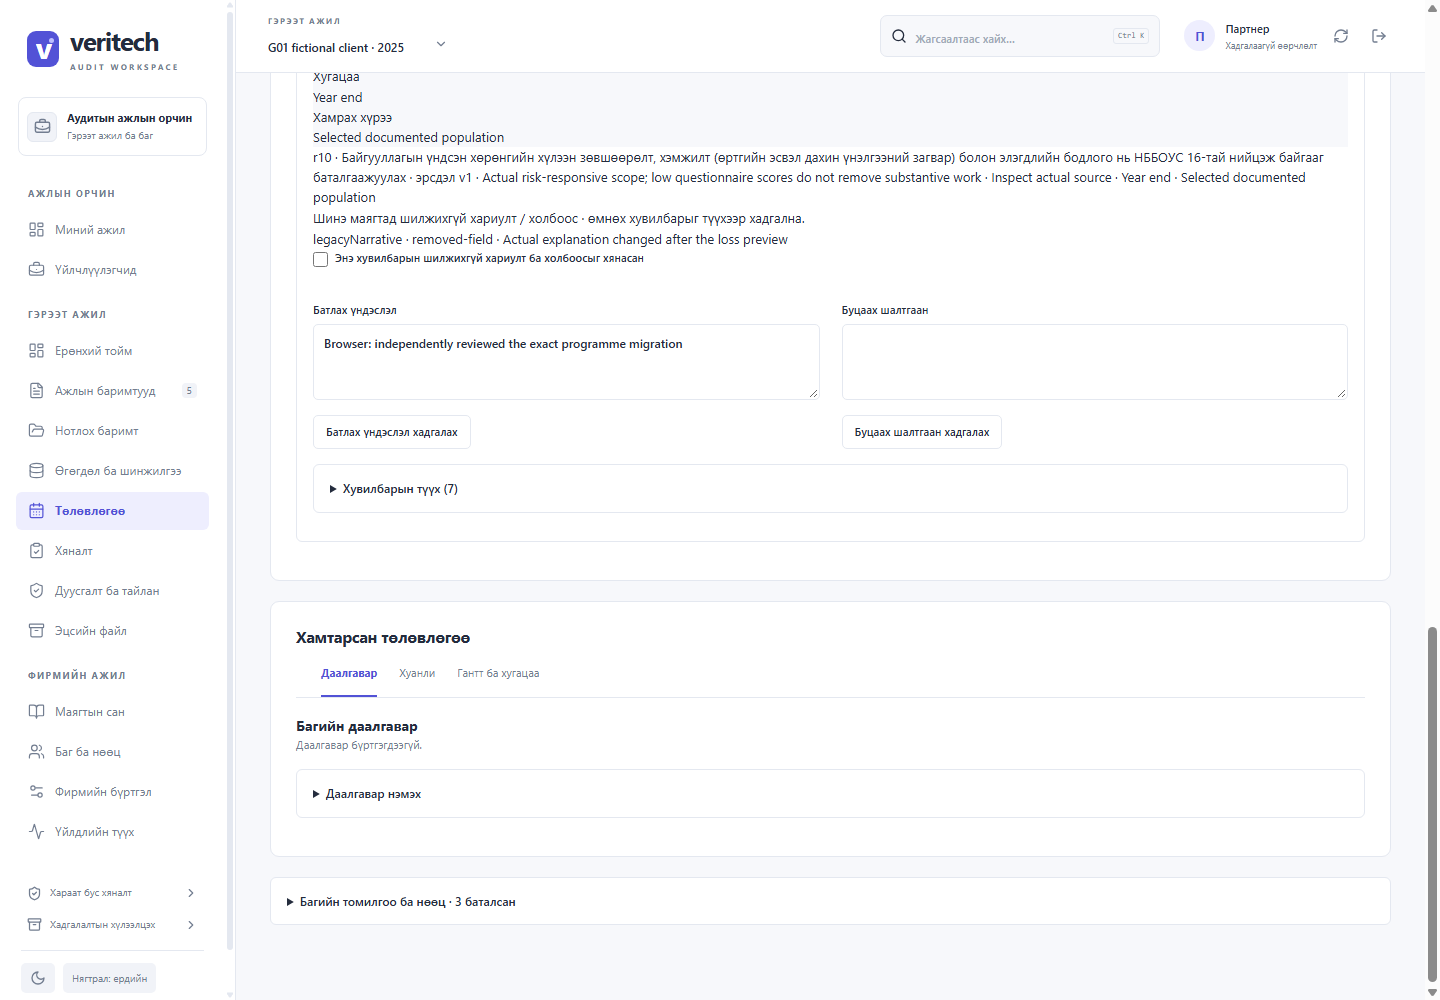 veritech
AUDIT WORKSPACE
Аудитын ажлын орчин
Гэрээт ажил ба баг
АЖЛЫН ОРЧИН
Миний ажил
Үйлчлүүлэгчид
ГЭРЭЭТ АЖИЛ
Ерөнхий тойм
Ажлын баримтууд 5
Нотлох баримт
Өгөгдөл ба шинжилгээ
Төлөвлөгөө
Хяналт
Дуусгалт ба тайлан
Эцсийн файл
ФИРМИЙН АЖИЛ
Маягтын сан
Баг ба нөөц
Фирмийн бүртгэл
Үйлдлийн түүх
Хараат бус хяналт
Хадгалалтын хүлээлцэх
Нягтрал: ердийн
ГЭРЭЭТ АЖИЛ
G01 fictional client · 2025
Жагсаалтаас хайх...
Ctrl K
П
Партнер
Хадгалаагүй өөрчлөлт
Хугацаа
Year end
Хамрах хүрээ
Selected documented population
r10 · Байгууллагын үндсэн хөрөнгийн хүлээн зөвшөөрөлт, хэмжилт (өртгийн эсвэл дахин үнэлгээний загвар) болон элэгдлийн бодлого нь НББОУС 16-тай нийцэж байгааг
баталгаажуулах · эрсдэл v1 · Actual risk-responsive scope; low questionnaire scores do not remove substantive work · Inspect actual source · Year end · Selected documented
population
Шинэ маягтад шилжихгүй хариулт / холбоос · өмнөх хувилбарыг түүхээр хадгална.
legacyNarrative · removed-field · Actual explanation changed after the loss preview
Энэ хувилбарын шилжихгүй хариулт ба холбоосыг хянасан
Батлах үндэслэл
Browser: independently reviewed the exact programme migration
Батлах үндэслэл хадгалах
Буцаах шалтгаан
Буцаах шалтгаан хадгалах
Хувилбарын түүх (7)
Хамтарсан төлөвлөгөө
Даалгавар Хуанли Гантт ба хугацаа
Багийн даалгавар
Даалгавар бүртгэгдээгүй.
Даалгавар нэмэх
Багийн томилгоо ба нөөц · 3 баталсан